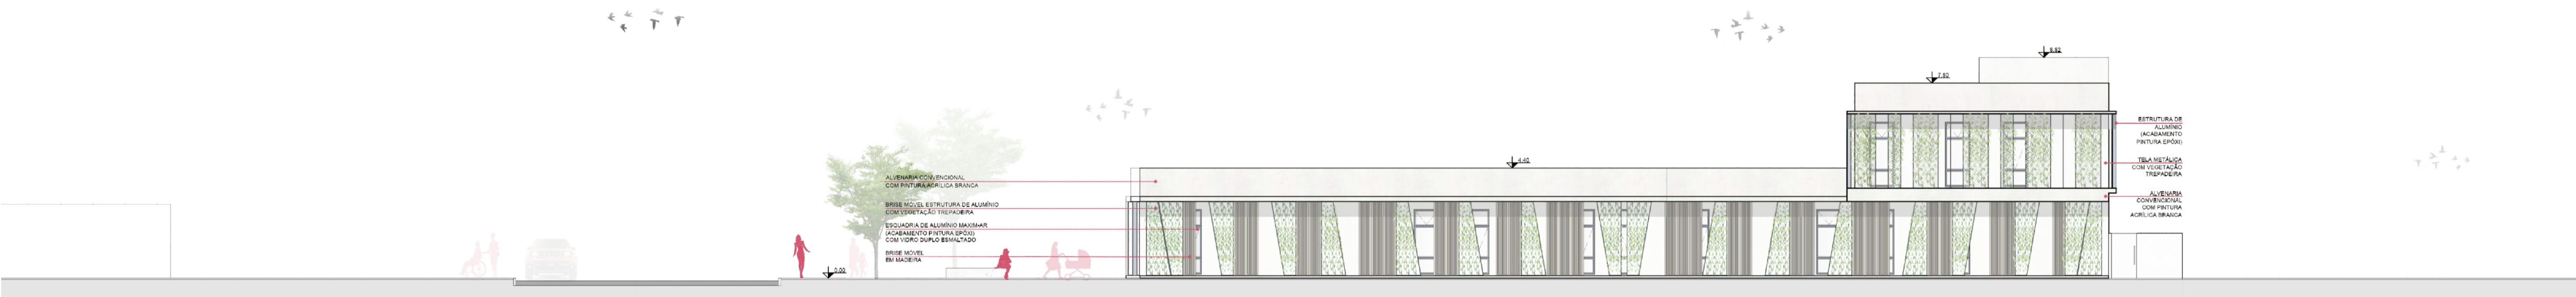 8.82
7.80
ESTRUTURA DE
ALUMÍNIO
(ACABAMENTO
PINTURA EPÓXI)
TELA METÁLICA
COM VEGETAÇÃO
TREPADEIRA
ALVENARIA
CONVENCIONAL
COM PINTURA
ACRÍLICA BRANCA
4.40
ALVENARIA CONVENCIONAL
COM PINTURA ACRÍLICA BRANCA
BRISE MÓVEL ESTRUTURA DE ALUMÍNIO
COM VEGETAÇÃO TREPADEIRA
ESQUADRIA DE ALUMÍNIO MAXIM-AR
(ACABAMENTO PINTURA EPÓXI)
COM VIDRO DUPLO ESMALTADO
BRISE MÓVEL
EM MADEIRA
0.00